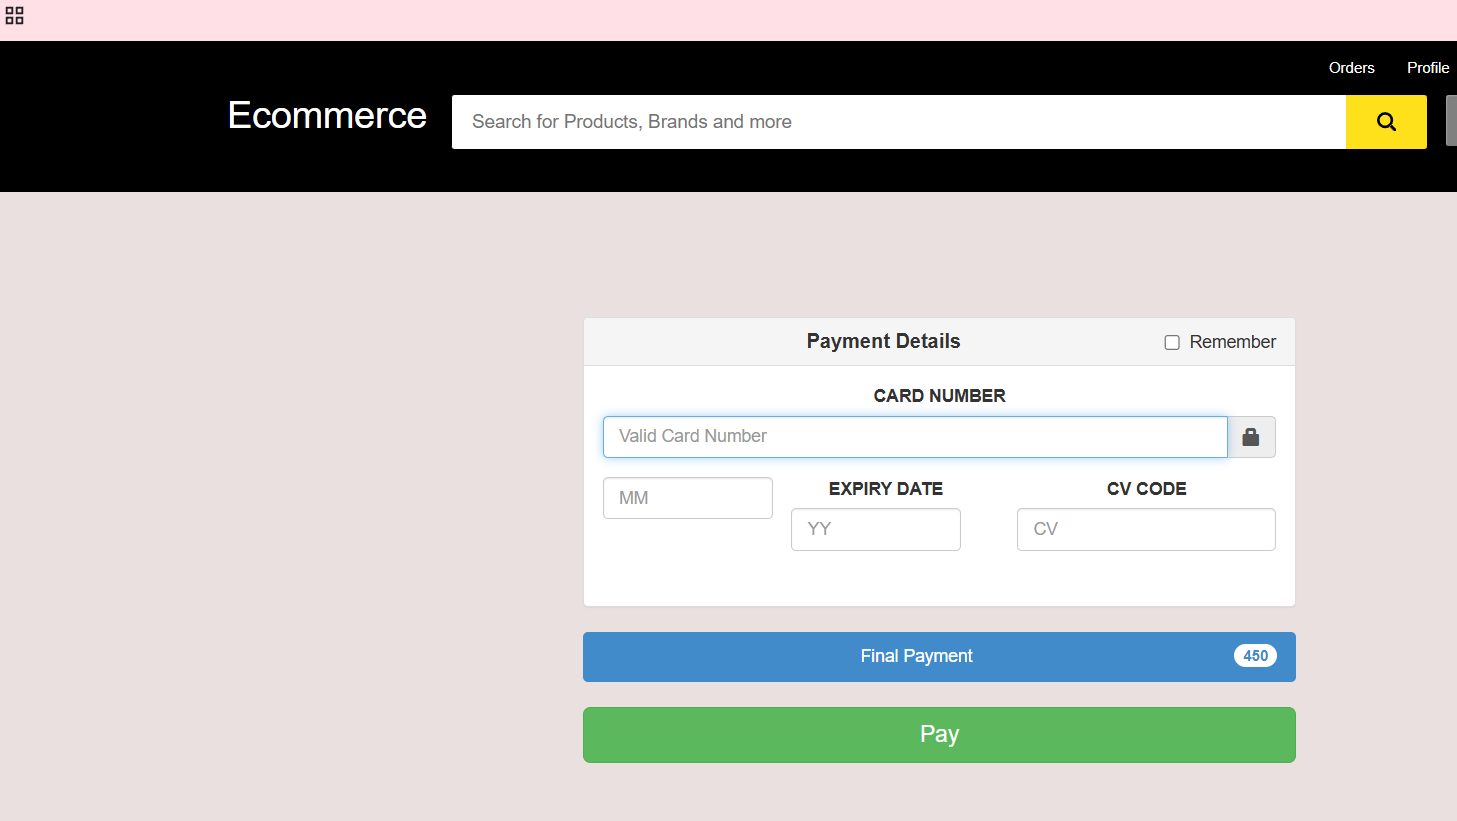 Orders Profile
Ecommerce
Search for Products, Brands and more
Payment Details
Remember
CARD NUMBER
Valid Card Number
MM
EXPIRY DATE
YY
CV CODE
CV
Final Payment 450
Pay